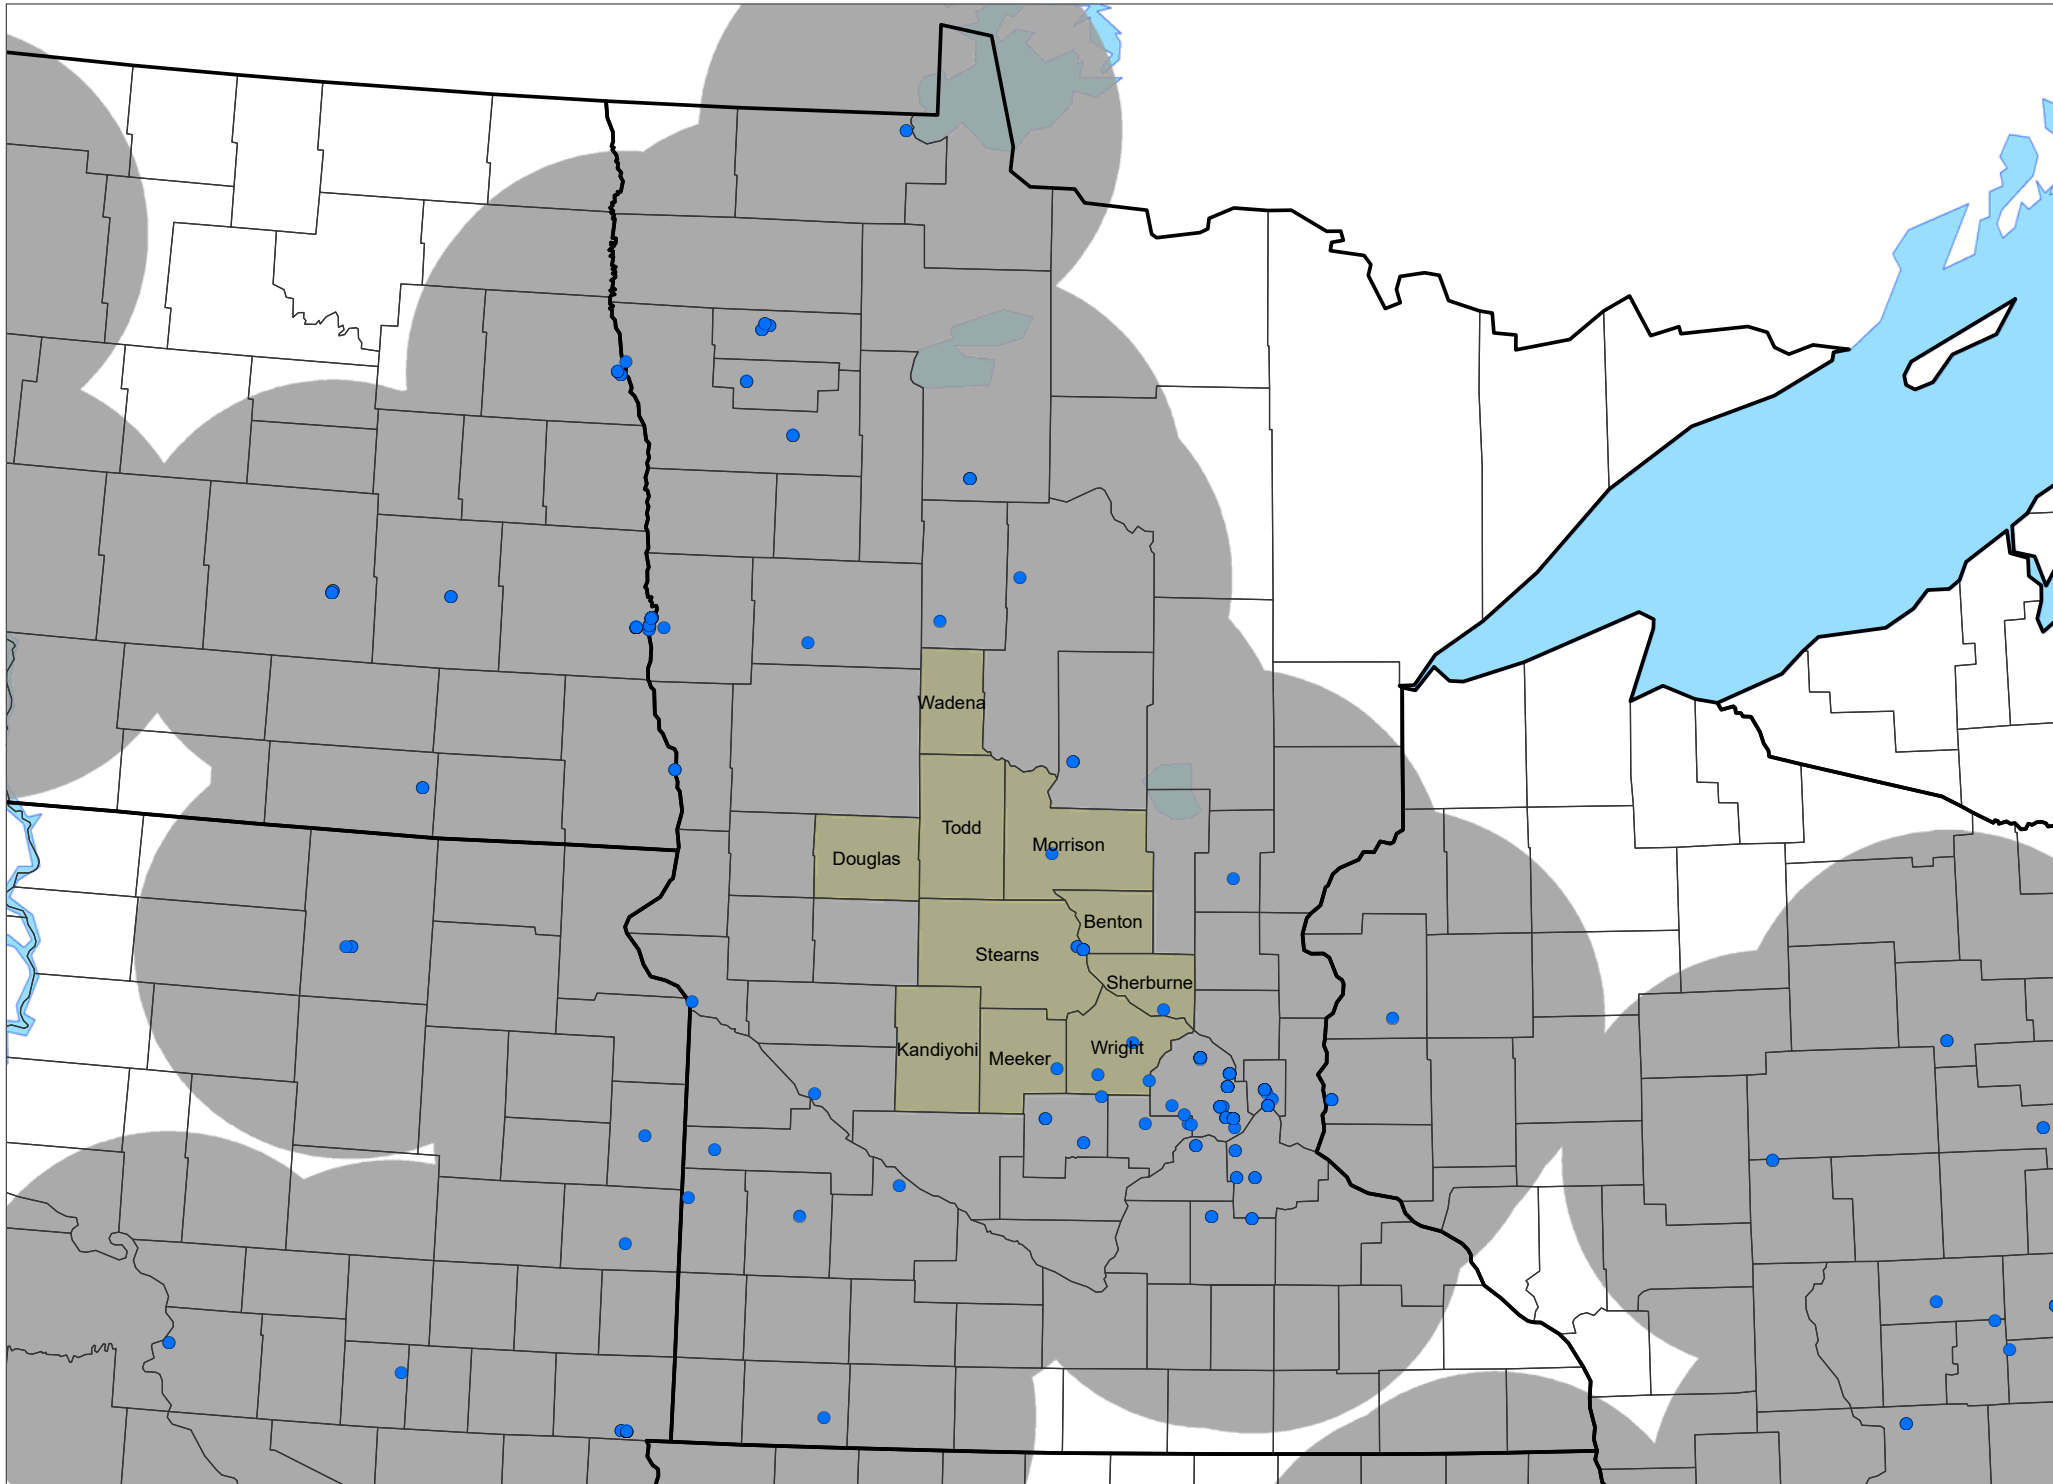 Wadena
Todd
Morrison
Douglas
Benton
Stearns
Sherburne
Kandiyohi
Meeker
Wright